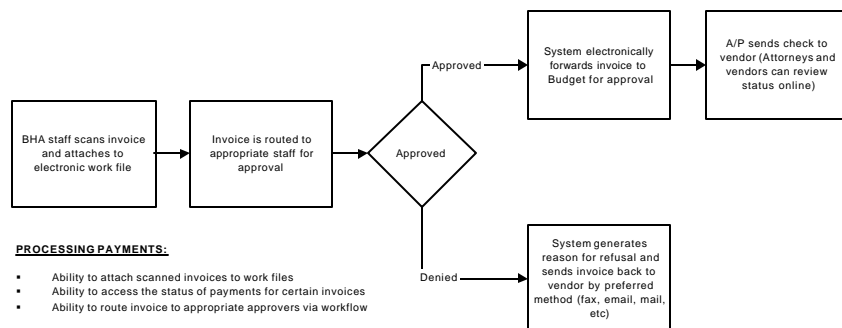 BHA staff scans invoice
and attaches to
electronic work file
Invoice is routed to
appropriate staff for
approval
Approved
Approved
System electronically
forwards invoice to
Budget for approval
A/P sends check to
vendor (Attorneys and
vendors can review
status online)
Denied
System generates
reason for refusal and
sends invoice back to
vendor by preferred
method (fax, email, mail,
etc)
PROCESSING PAYMENTS:
▪ Ability to attach scanned invoices to work files
▪ Ability to access the status of payments for certain invoices
▪ Ability to route invoice to appropriate approvers via workflow